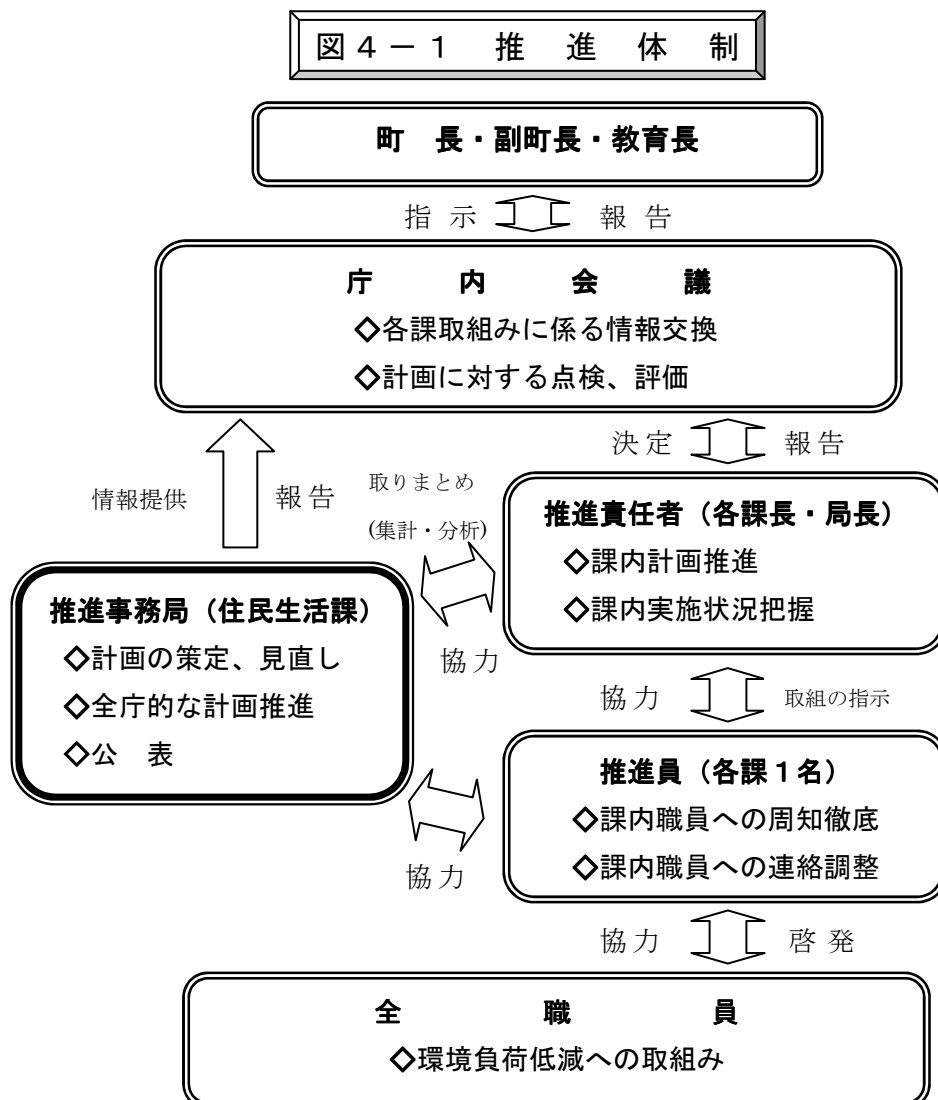 図４－１　推　進　体　制
町　長・副町長・教育長
指 示　報 告
庁　内　会　議
◇各課取組みに係る情報交換
◇計画に対する点検、評価
決定　報告
情報提供　報告
取りまとめ
(集計・分析)
推進責任者（各課長・局長）
◇課内計画推進
◇課内実施状況把握
推進事務局（住民生活課）
◇計画の策定、見直し
◇全庁的な計画推進
◇公　表
協力
協力　取組の指示
推進員（各課１名）
◇課内職員への周知徹底
◇課内職員への連絡調整
協力
協力　啓 発
全　職　員
◇環境負荷低減への取組み